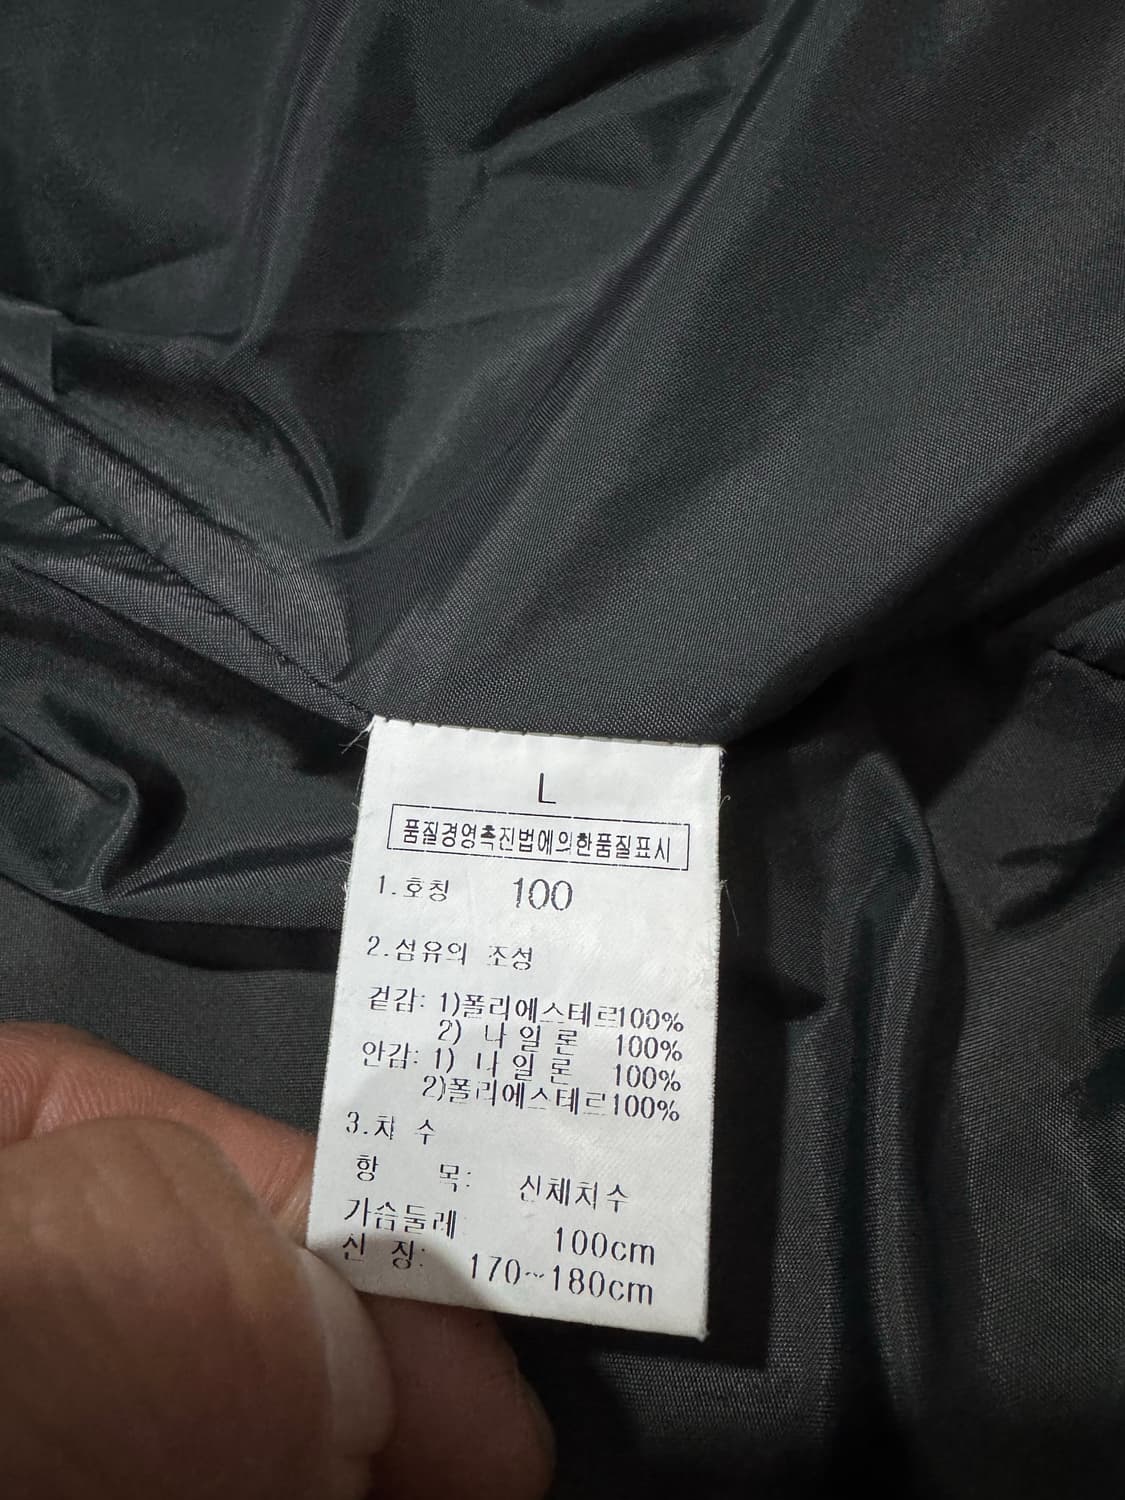 L
품질경영촉진법에의한품질표시
1.호칭 100
2.섬유의 조성
겉감: 1)폴리에스테르100%
2) 나 일 론 100%
안감: 1) 나 일 론 100%
2)폴리에스테르100%
3.치 수
항 목: 신체치수
가슴둘레: 100cm
신 장: 170~180cm